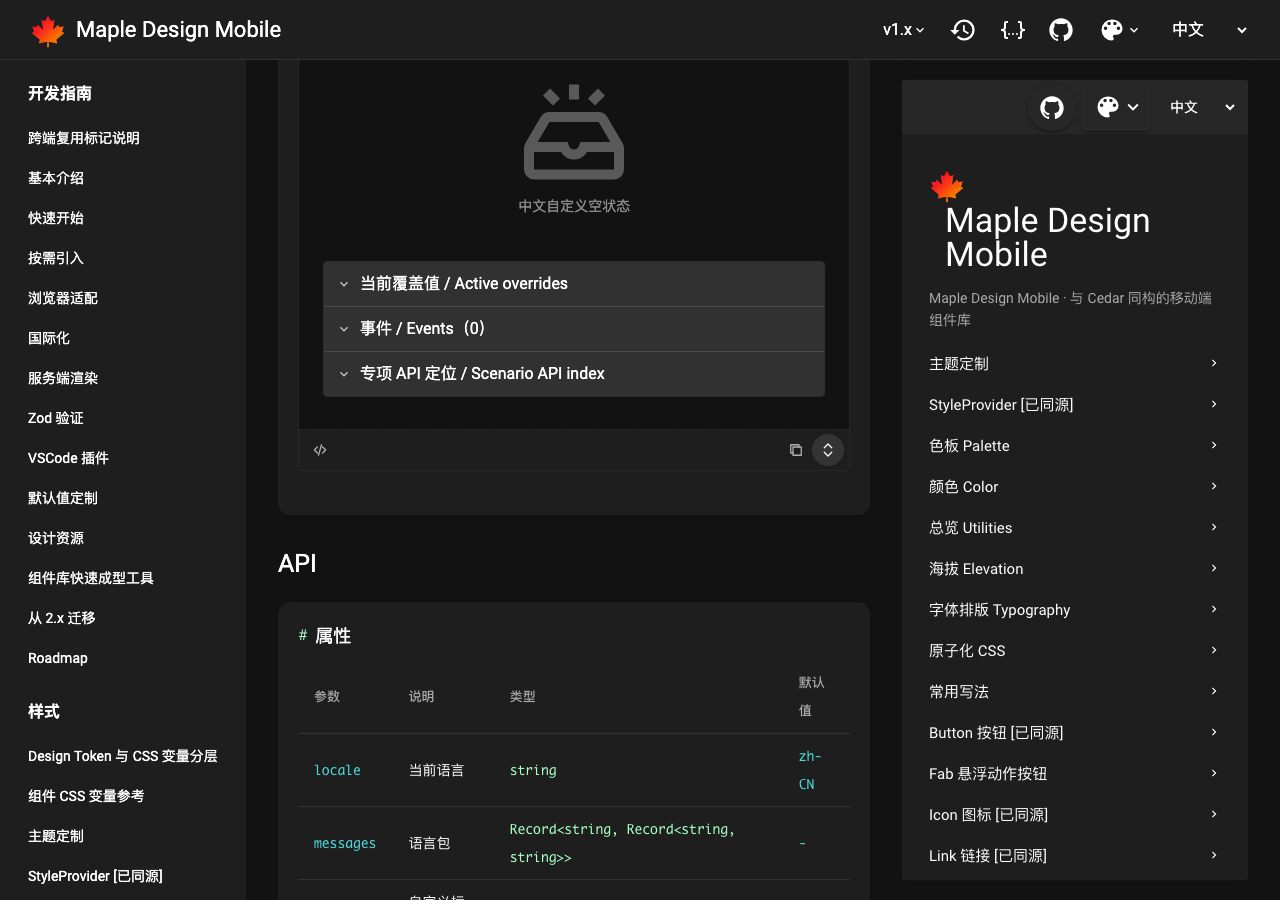 Maple Design Mobile
v1.x
{...}
中文
开发指南
跨端复用标记说明
基本介绍
快速开始
按需引入
浏览器适配
国际化
服务端渲染
Zod 验证
VSCode 插件
默认值定制
设计资源
组件库快速成型工具
从 2.x 迁移
Roadmap
样式
Design Token 与 CSS 变量分层
组件 CSS 变量参考
主题定制
StyleProvider [已同源]
中文自定义空状态
当前覆盖值 / Active overrides
事件 / Events（0）
专项 API 定位 / Scenario API index
API
# 属性
参数 说明 类型 默认
值
locale 当前语言 string zh-
CN
messages 语言包 Record<string, Record<string,
string>> -
中文
Maple Design
Mobile
Maple Design Mobile · 与 Cedar 同构的移动端
组件库
主题定制
StyleProvider [已同源]
色板 Palette
颜色 Color
总览 Utilities
海拔 Elevation
字体排版 Typography
原子化 CSS
常用写法
Button 按钮 [已同源]
Fab 悬浮动作按钮
Icon 图标 [已同源]
Link 链接 [已同源]